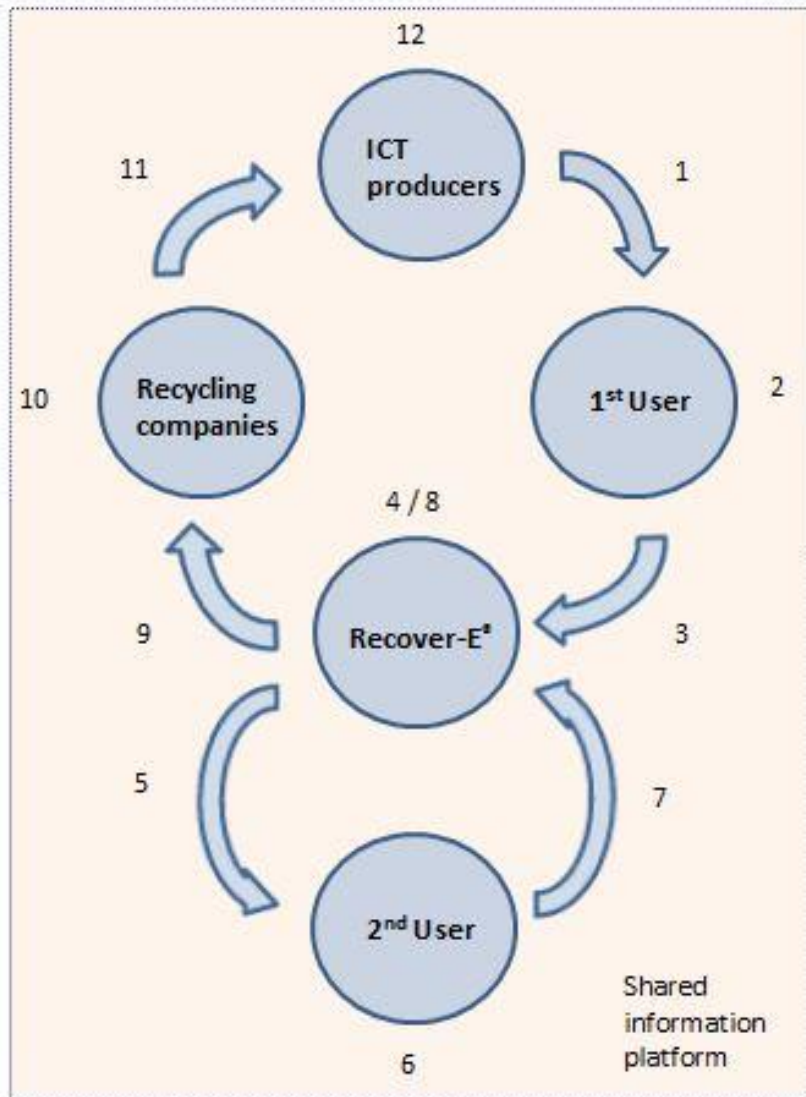 12
ICT
producers
11
1
Recycling
companies
10
1st User
2
4 / 8
Recover-E®
9
3
5
7
2nd User
Shared
information
platform
6